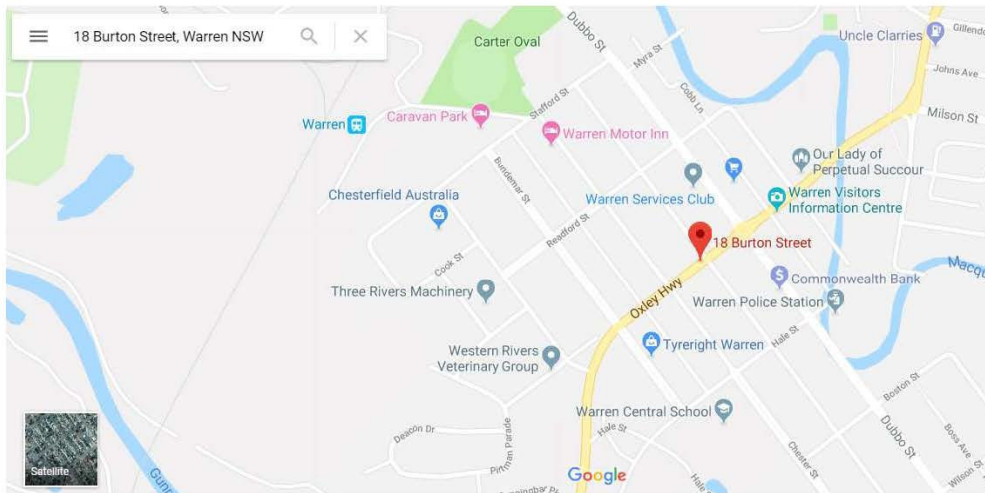 18 Burton Street, Warren NSW
Carter Oval
Dubbo St
Uncle Clarries
Gillend
Myra St
Johns Ave
Cobb Ln
Stafford St
Caravan Park
Warren
Milson St
Warren Motor Inn
Our Lady of
Perpetual Succour
Bundemar St
Chesterfield Australia
Warren Services Club
Warren Visitors
Information Centre
Readford St
18 Burton Street
Cook St
Macqu
Commonwealth Bank
Three Rivers Machinery
Oxley Hwy
Warren Police Station
Hale St
Tyreright Warren
Western Rivers
Veterinary Group
Boston St
Warren Central School
Deacon Dr
Hale St
Pittman Parade
Dubbo St
Boss Ave
Chester St
Wilson St
Satellite
Google